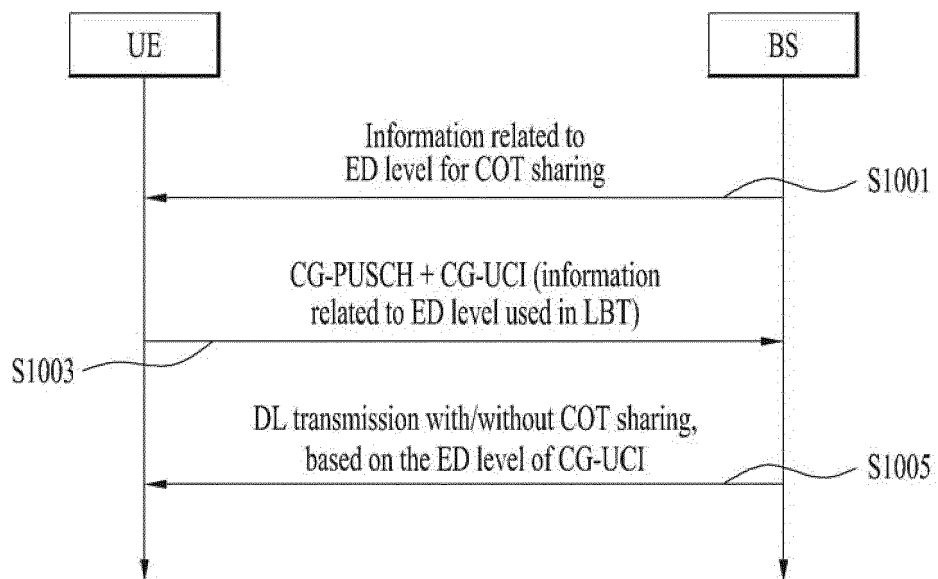 UE
BS
Information related to
ED level for COT sharing
S1001
CG-PUSCH + CG-UCI (information
related to ED level used in LBT)
S1003
DL transmission with/without COT sharing,
based on the ED level of CG-UCI
S1005